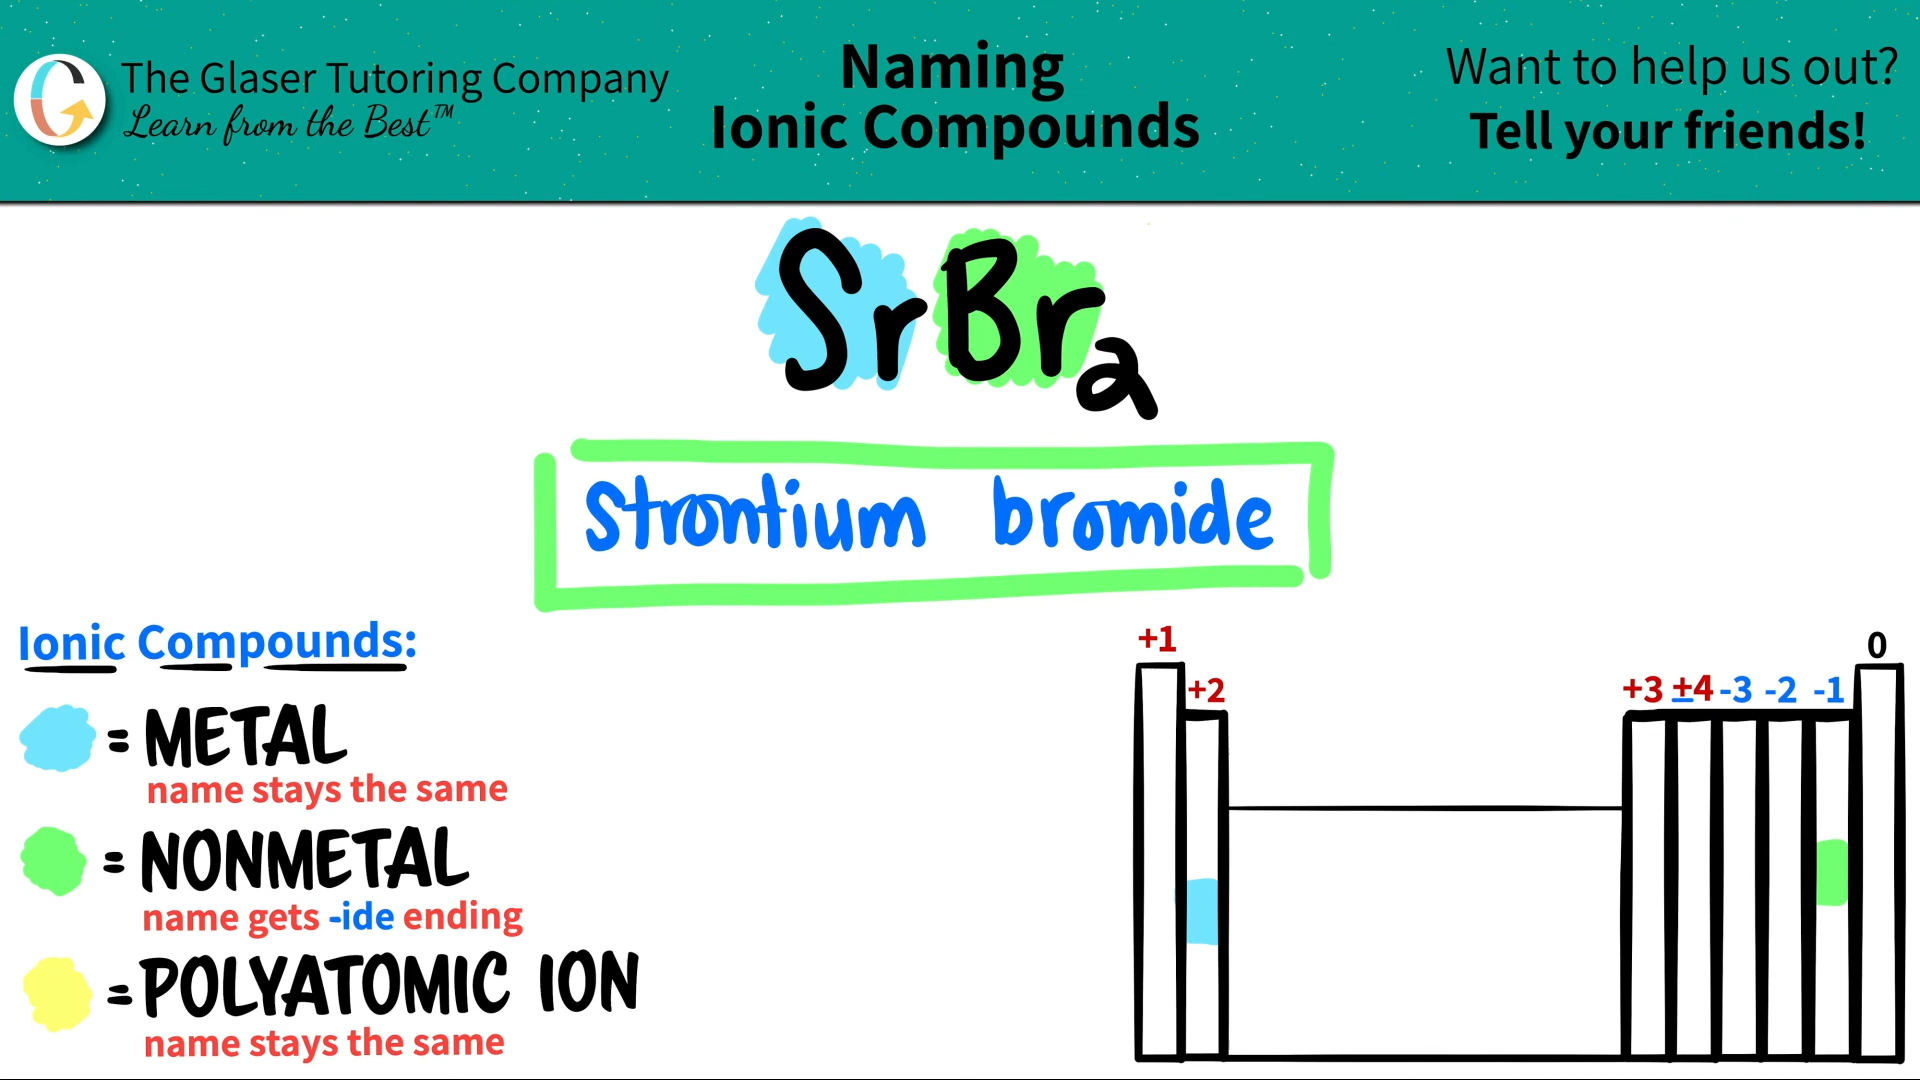 The Glaser Tutoring Company
Learn from the Best™
Naming
Ionic Compounds
Want to help us out?
Tell your friends!
SrBr₂
strontium bromide
Ionic Compounds:
= METAL
name stays the same
= NONMETAL
name gets -ide ending
= POLYATOMIC ION
name stays the same
+1
0
+2
+3 ±4 -3 -2 -1